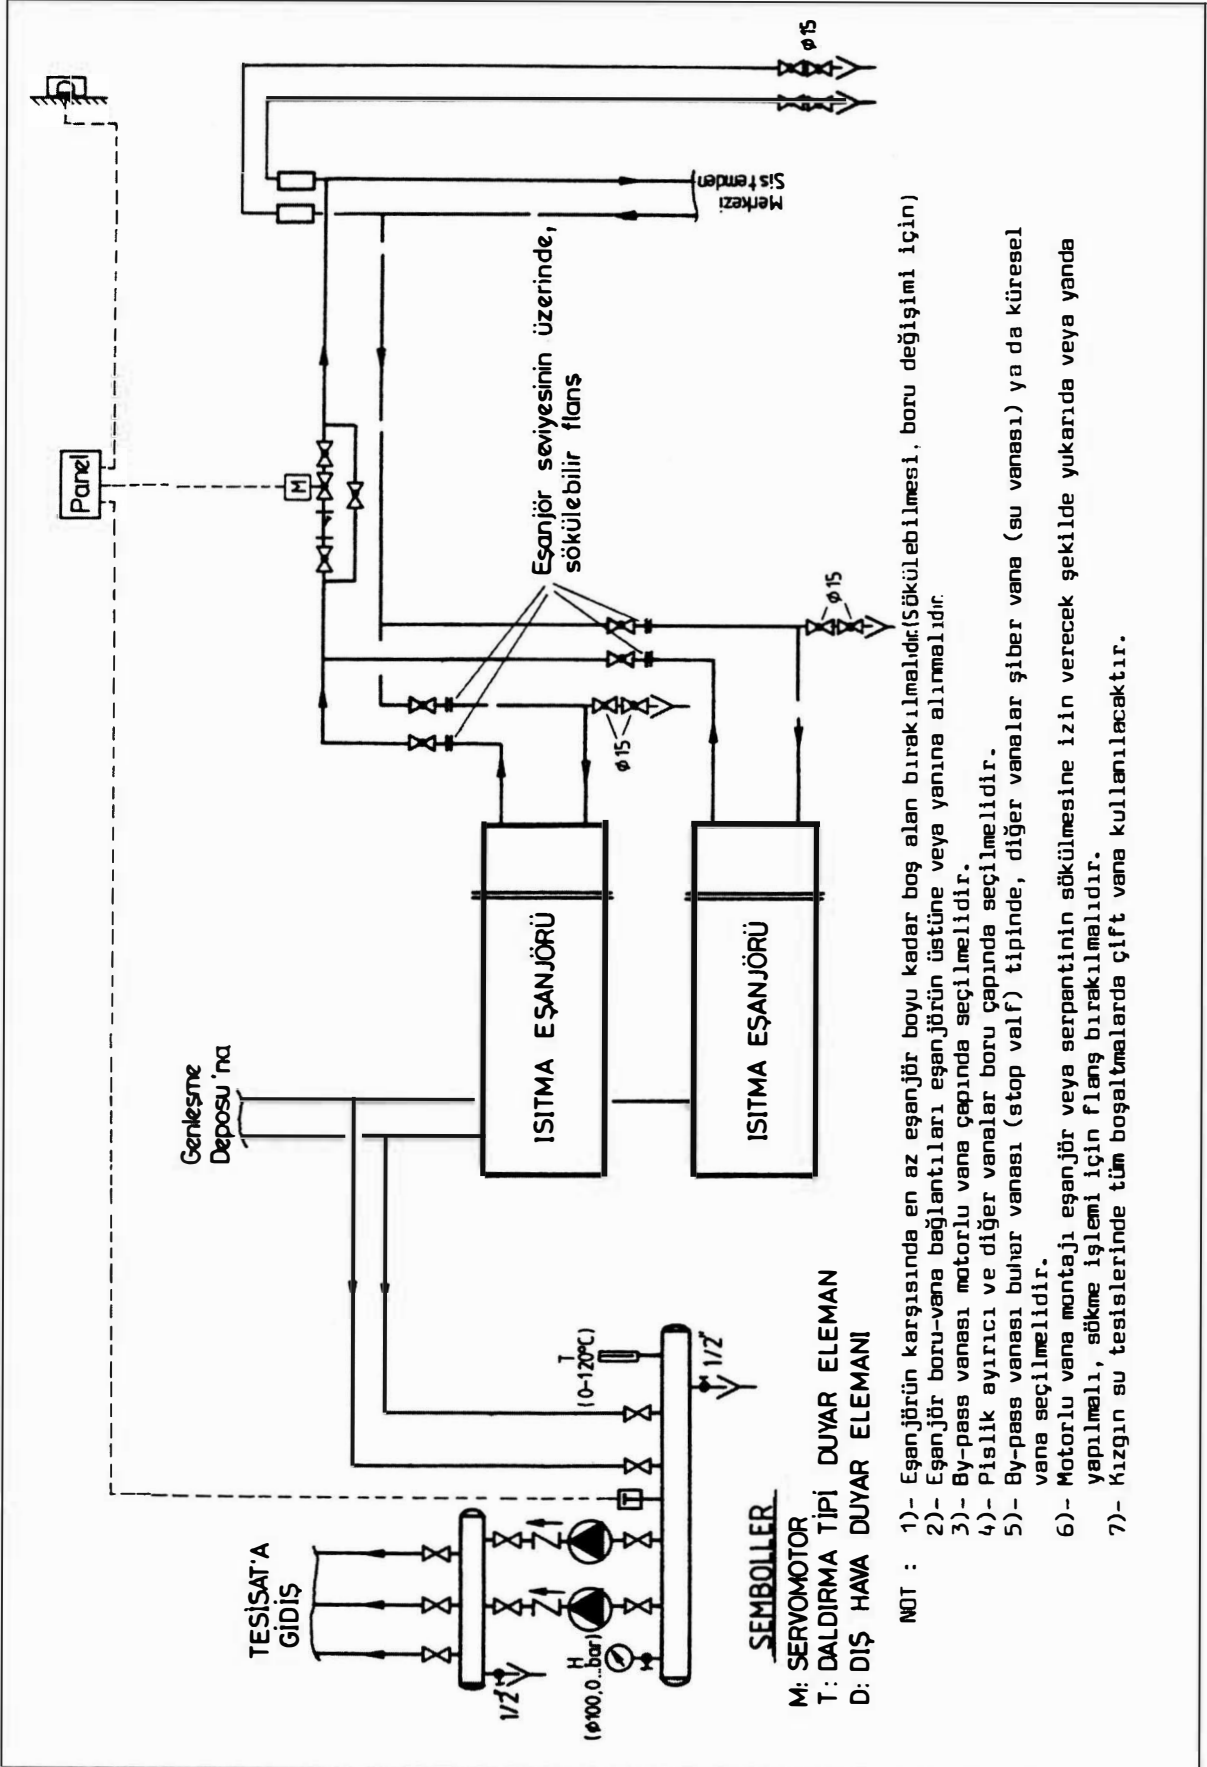 Panel
M
Genleşme
Deposu'na
Eşanjör seviyesinin üzerinde,
sökülebilir flanş
Merkezi
Sistemden
ø15
ø15
ø15
ISITMA EŞANJÖRÜ
ISITMA EŞANJÖRÜ
TESİSAT'A
GİDİŞ
1/2"
H
(ø100,0...bar)
T
T
(0-120°C)
1/2"
SEMBOLLER
M: SERVOMOTOR
T: DALDIRMA TİPİ DUYAR ELEMAN
D: DIŞ HAVA DUYAR ELEMANI
NOT : 1)- Eşanjörün karşısında en az eşanjör boyu kadar boş alan bırakılmalıdır.(Sökülebilmesi, boru değişimi için)
2)- Eşanjör boru-vana bağlantıları eşanjörün üstüne veya yanına alınmalıdır.
3)- By-pass vanası motorlu vana çapında seçilmelidir.
4)- Pislik ayırıcı ve diğer vanalar boru çapında seçilmelidir.
5)- By-pass vanası buhar vanası (stop valf) tipinde, diğer vanalar şiber vana (su vanası) ya da küresel
vana seçilmelidir.
6)- Motorlu vana montajı eşanjör veya serpantinin sökülmesine izin verecek şekilde yukarıda veya yanda
yapılmalı, sökme işlemi için flanş bırakılmalıdır.
7)- Kızgın su tesislerinde tüm boşaltmalarda çift vana kullanılacaktır.